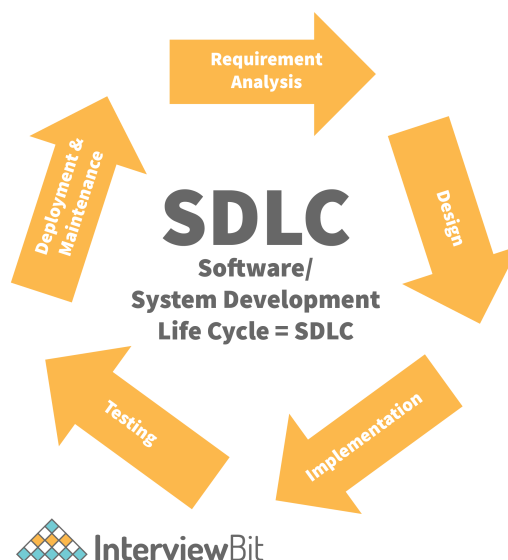 Requirement
Analysis
Design
Implementation
Testing
Deployment &
Maintenance
SDLC
Software/
System Development
Life Cycle = SDLC
InterviewBit